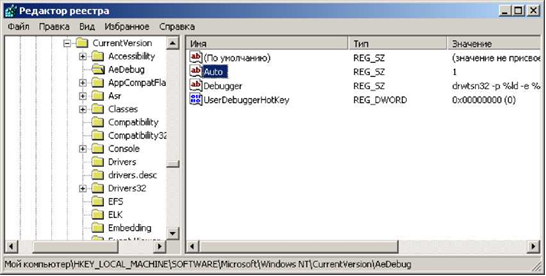 Редактор реестра
Файл Правка Вид Избранное Справка
CurrentVersion
Accessibility
AeDebug
AppCompatFla
Asr
Classes
Compatibility
Compatibility32
Console
Drivers
drivers.desc
Drivers32
EFS
ELK
Embedding
Имя Тип Значение
(По умолчанию) REG_SZ (значение не присвое
Auto REG_SZ 1
Debugger REG_SZ drwtsn32 -p %ld -e %
UserDebuggerHotKey REG_DWORD 0x00000000 (0)
Мой компьютер\HKEY_LOCAL_MACHINE\SOFTWARE\Microsoft\Windows NT\CurrentVersion\AeDebug